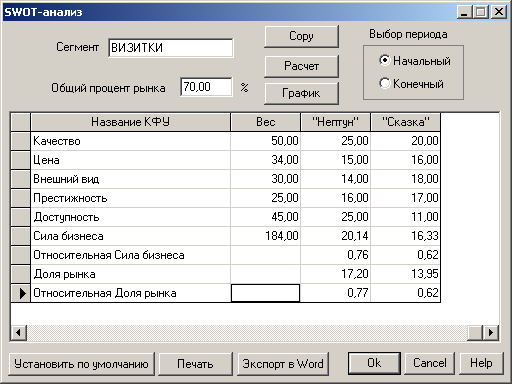 SWOT-анализ
Сегмент ВИЗИТКИ Copy Выбор периода
Расчет Начальный
Общий процент рынка 70,00 % График Конечный
Название КФУ Вес "Нептун" "Сказка"
Качество 50,00 25,00 20,00
Цена 34,00 15,00 16,00
Внешний вид 30,00 14,00 18,00
Престижность 25,00 16,00 17,00
Доступность 45,00 25,00 11,00
Сила бизнеса 184,00 20,14 16,33
Относительная Сила бизнеса 0,76 0,62
Доля рынка 17,20 13,95
Относительная Доля рынка 0,77 0,62
Установить по умолчанию Печать Экспорт в Word Ok Cancel Help